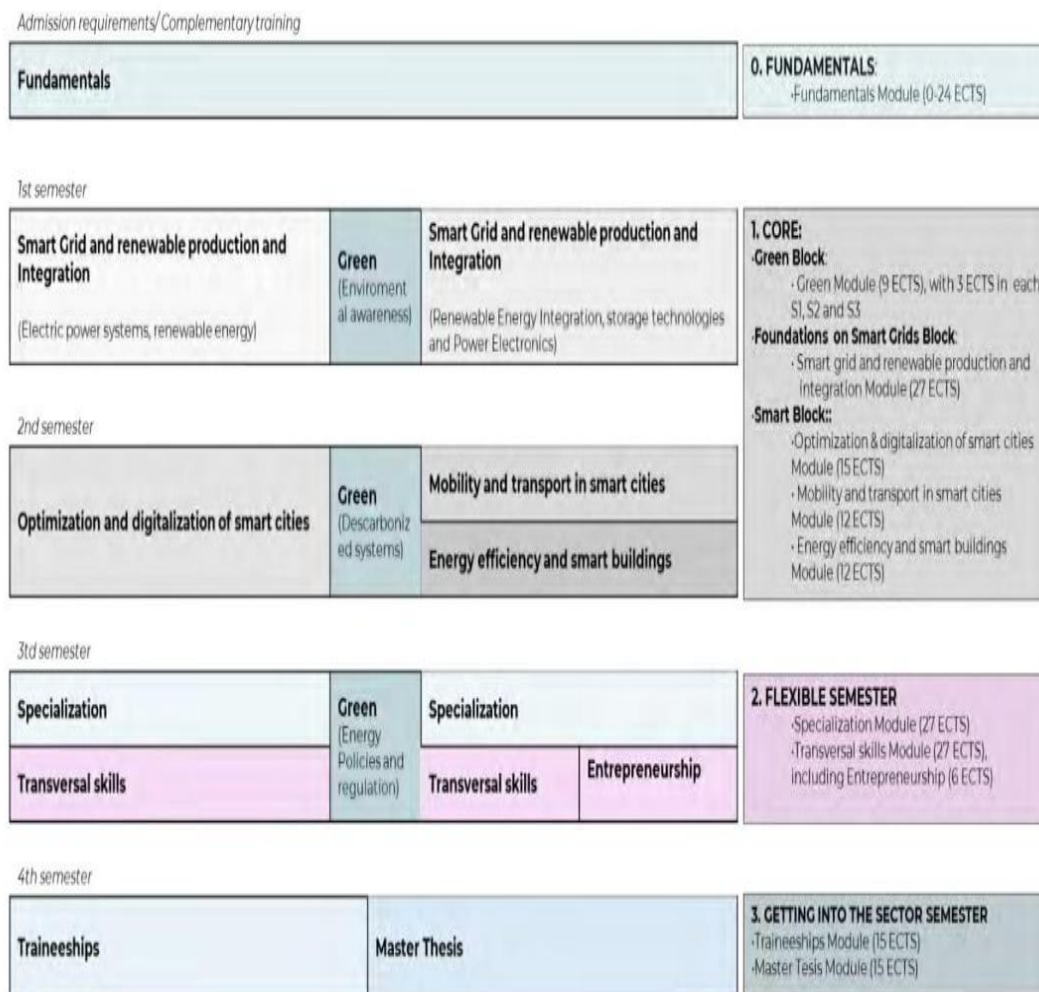 Admission requirements/ Complementary training
Fundamentals
0. FUNDAMENTALS:
·Fundamentals Module (0-24 ECTS)
1st semester
Smart Grid and renewable production and
Integration
(Electric power systems, renewable energy)
Green
(Enviroment
al awareness)
Smart Grid and renewable production and
Integration
(Renewable Energy Integration, storage technologies
and Power Electronics)
1. CORE:
·Green Block:
· Green Module (9 ECTS), with 3 ECTS in each
S1, S2 and S3
·Foundations on Smart Grids Block:
· Smart grid and renewable production and
integration Module (27 ECTS)
·Smart Block::
·Optimization & digitalization of smart cities
Module (15 ECTS)
· Mobility and transport in smart cities
Module (12 ECTS)
· Energy efficiency and smart buildings
Module (12 ECTS)
2nd semester
Optimization and digitalization of smart cities
Green
(Descarboniz
ed systems)
Mobility and transport in smart cities
Energy efficiency and smart buildings
3td semester
Specialization
Transversal skills
Green
(Energy
Policies and
regulation)
Specialization
Transversal skills
Entrepreneurship
2. FLEXIBLE SEMESTER
·Specialization Module (27 ECTS)
·Transversal skills Module (27 ECTS),
including Entrepreneurship (6 ECTS)
4th semester
Traineeships
Master Thesis
3. GETTING INTO THE SECTOR SEMESTER
·Traineeships Module (15 ECTS)
·Master Tesis Module (15 ECTS)